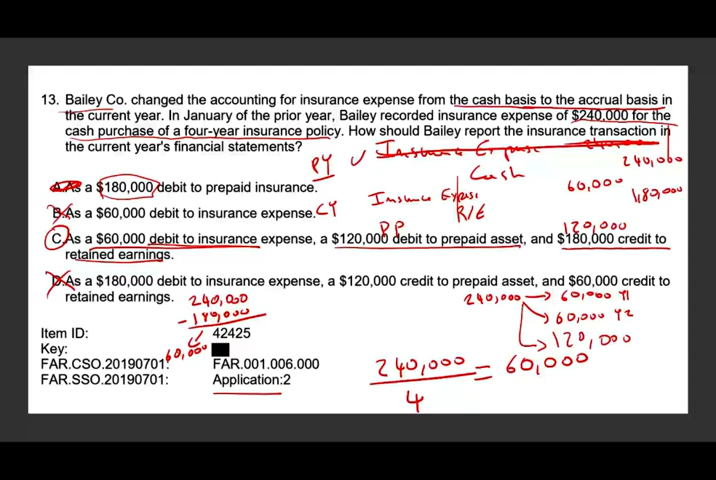 13. Bailey Co. changed the accounting for insurance expense from the cash basis to the accrual basis in
the current year. In January of the prior year, Bailey recorded insurance expense of $240,000 for the
cash purchase of a four-year insurance policy. How should Bailey report the insurance transaction in
the current year's financial statements?
PY ✓ Insurance Expense 240,000
Cash 240,000
A. As a $180,000 debit to prepaid insurance.
Insurance Expense 60,000
R/E 180,000
B. As a $60,000 debit to insurance expense. CY
PP 120,000
C. As a $60,000 debit to insurance expense, a $120,000 debit to prepaid asset, and $180,000 credit to
retained earnings.
D. As a $180,000 debit to insurance expense, a $120,000 credit to prepaid asset, and $60,000 credit to
retained earnings.
240,000
- 180,000
60,000
240,000 → 60,000 Y1
60,000 Y2
120,000
Item ID: 42425
Key:
FAR.CSO.20190701: FAR.001.006.000
FAR.SSO.20190701: Application:2
240,000 = 60,000
4